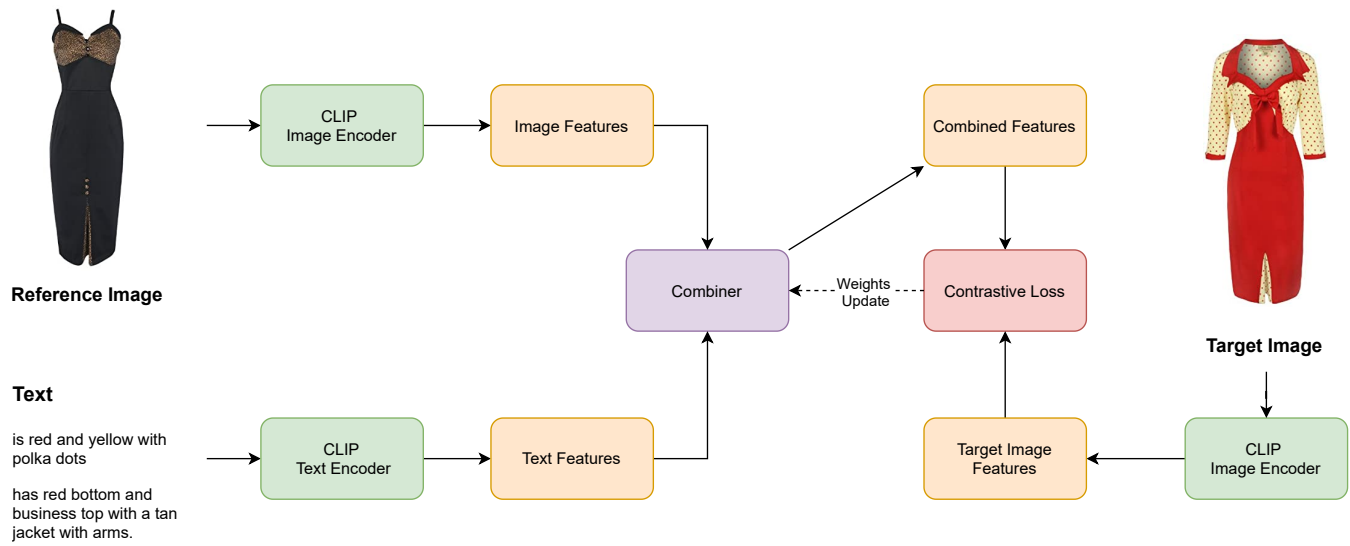 CLIP
Image Encoder
Image Features
Combined Features
Reference Image
Combiner
Weights
Update
Contrastive Loss
Target Image
Text
is red and yellow with
polka dots
has red bottom and
business top with a tan
jacket with arms.
CLIP
Text Encoder
Text Features
Target Image
Features
CLIP
Image Encoder